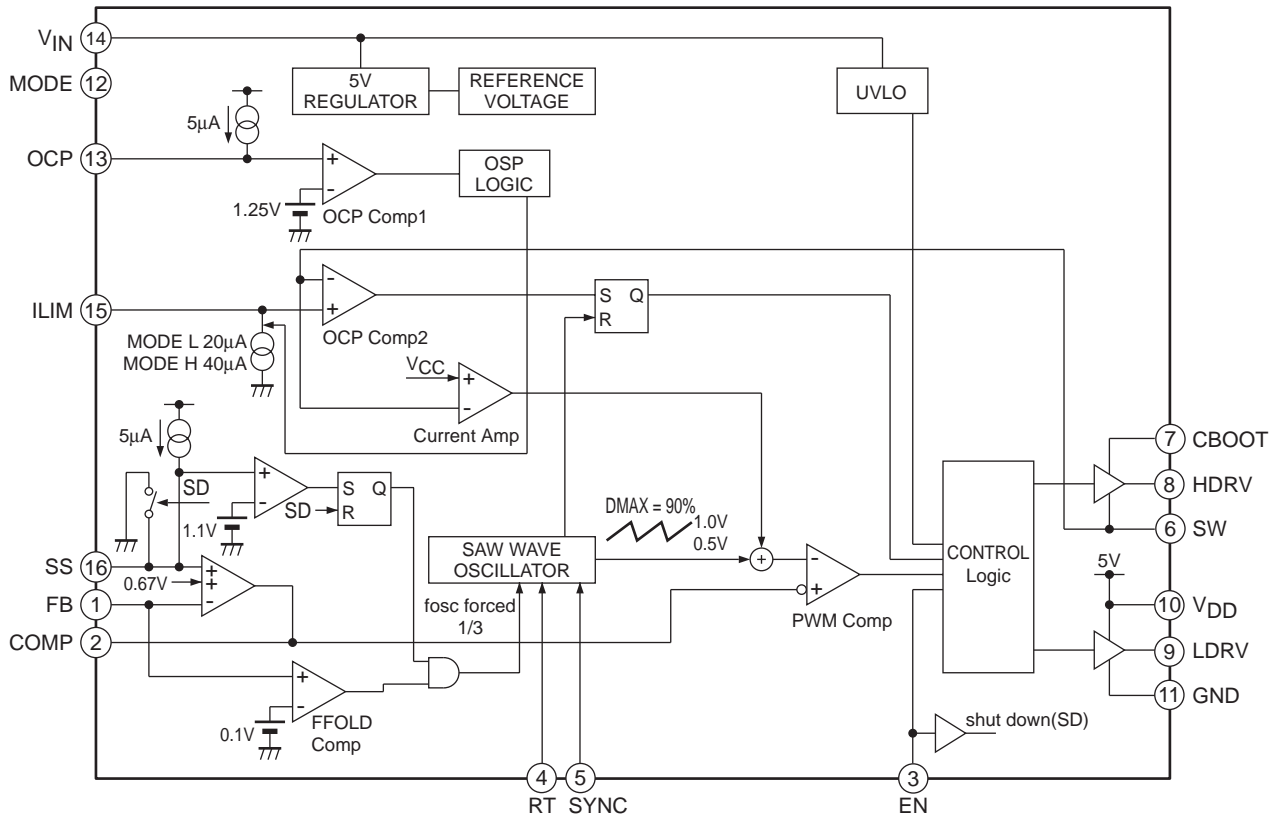 VIN 14
MODE 12
OCP 13
ILIM 15
SS 16
FB 1
COMP 2
5V
REGULATOR
REFERENCE
VOLTAGE
UVLO
5µA
+
-
1.25V
OCP Comp1
OSP
LOGIC
-
+
OCP Comp2
S Q
R
MODE L 20µA
MODE H 40µA
VCC
+
-
Current Amp
5µA
SD
+
-
1.1V
S Q
SD R
0.67V
+
+
-
SAW WAVE
OSCILLATOR
DMAX = 90%
1.0V
0.5V
fosc forced
1/3
+
-
+
PWM Comp
+
-
0.1V
FFOLD
Comp
CONTROL
Logic
5V
shut down(SD)
7 CBOOT
8 HDRV
6 SW
10 VDD
9 LDRV
11 GND
4
RT
5
SYNC
3
EN